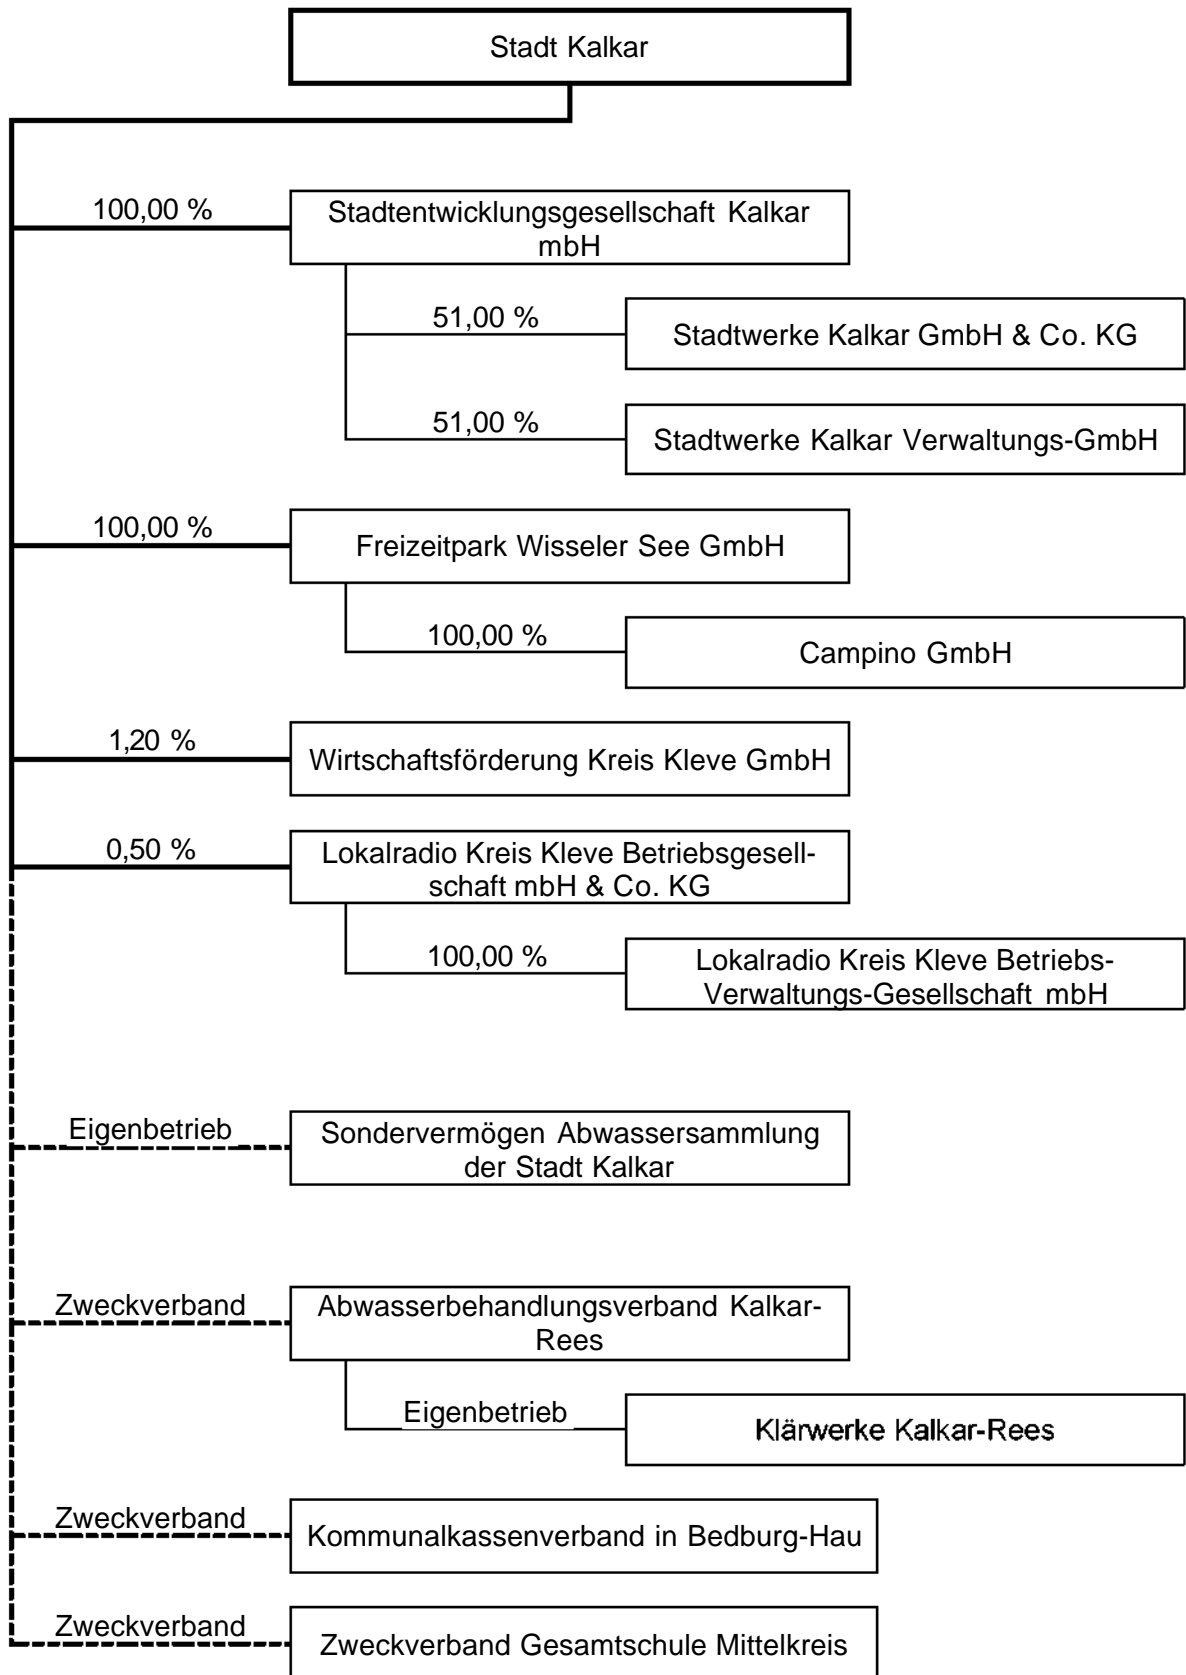 Stadt Kalkar
100,00 %
Stadtentwicklungsgesellschaft Kalkar
mbH
51,00 %
Stadtwerke Kalkar GmbH & Co. KG
51,00 %
Stadtwerke Kalkar Verwaltungs-GmbH
100,00 %
Freizeitpark Wisseler See GmbH
100,00 %
Campino GmbH
1,20 %
Wirtschaftsförderung Kreis Kleve GmbH
0,50 %
Lokalradio Kreis Kleve Betriebsgesell-
schaft mbH & Co. KG
100,00 %
Lokalradio Kreis Kleve Betriebs-
Verwaltungs-Gesellschaft mbH
Eigenbetrieb
Sondervermögen Abwassersammlung
der Stadt Kalkar
Zweckverband
Abwasserbehandlungsverband Kalkar-
Rees
Eigenbetrieb
Klärwerke Kalkar-Rees
Zweckverband
Kommunalkassenverband in Bedburg-Hau
Zweckverband
Zweckverband Gesamtschule Mittelkreis